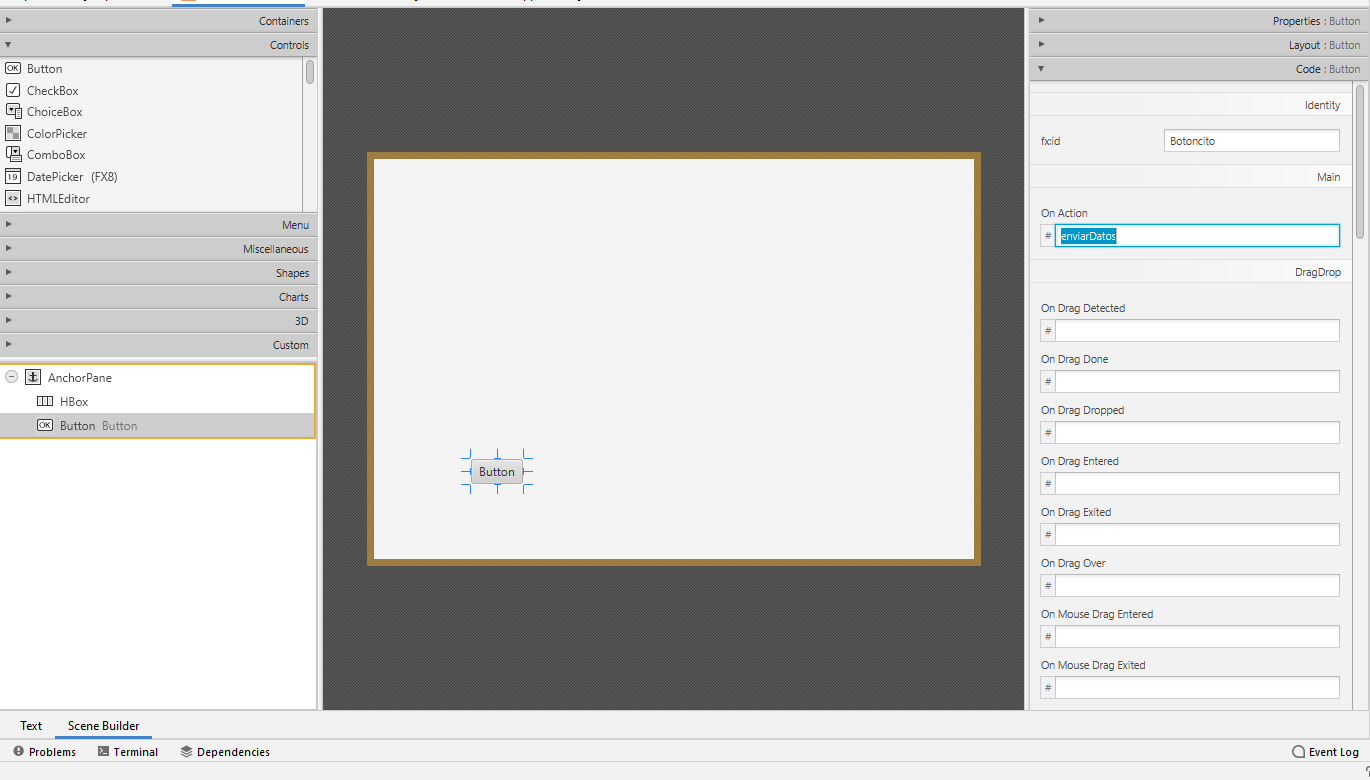 Containers
Controls
OK Button
CheckBox
ChoiceBox
ColorPicker
ComboBox
19 DatePicker (FX8)
HTMLEditor
Menu
Miscellaneous
Shapes
Charts
3D
Custom
AnchorPane
HBox
OK Button Button
Button
Properties : Button
Layout : Button
Code : Button
Identity
fx:id Botoncito
Main
On Action
# enviarDatos
DragDrop
On Drag Detected
#
On Drag Done
#
On Drag Dropped
#
On Drag Entered
#
On Drag Exited
#
On Drag Over
#
On Mouse Drag Entered
#
On Mouse Drag Exited
#
Text Scene Builder
Problems Terminal Dependencies Event Log